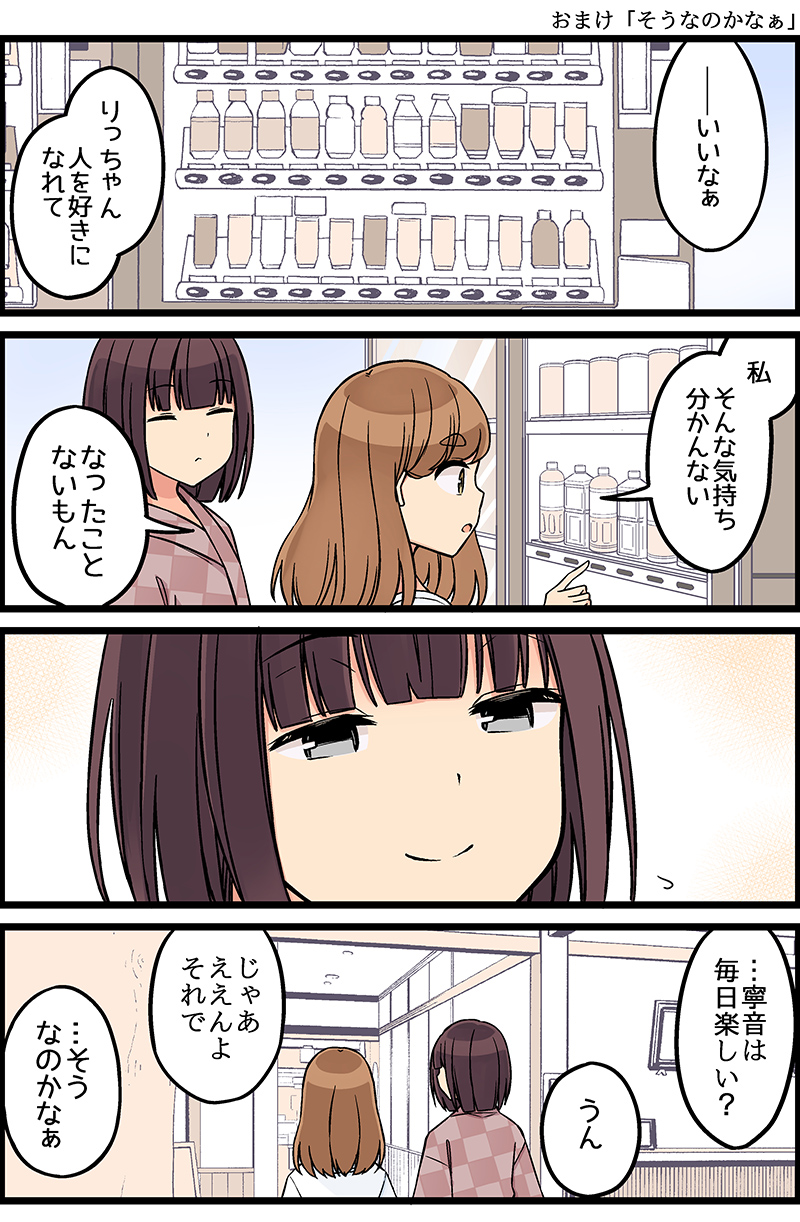 おまけ「そうなのかなぁ」
――いいなぁ
りっちゃん
人を好きに
なれて
私
そんな気持ち
分かんない
なったこと
ないもん
…寧音は
毎日楽しい？
うん
じゃあ
ええんよ
それで
…そう
なのかなぁ